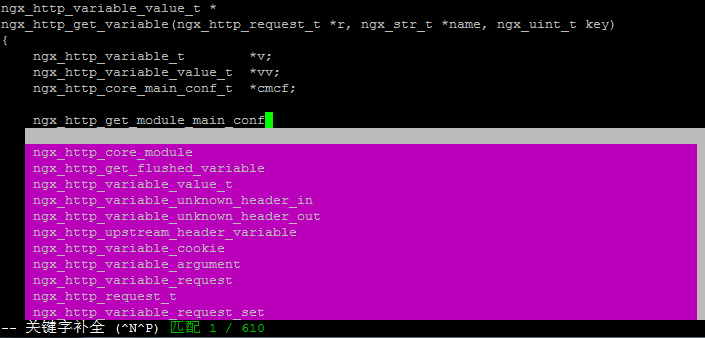 ngx_http_variable_value_t *
ngx_http_get_variable(ngx_http_request_t *r, ngx_str_t *name, ngx_uint_t key)
{
    ngx_http_variable_t        *v;
    ngx_http_variable_value_t  *vv;
    ngx_http_core_main_conf_t  *cmcf;
    ngx_http_get_module_main_conf
    ngx_http_core_module
    ngx_http_get_flushed_variable
    ngx_http_variable_value_t
    ngx_http_variable_unknown_header_in
    ngx_http_variable_unknown_header_out
    ngx_http_upstream_header_variable
    ngx_http_variable_cookie
    ngx_http_variable_argument
    ngx_http_variable_request
    ngx_http_request_t
    ngx_http_variable_request_set
-- 关键字补全 (^N^P) 匹配 1 / 610